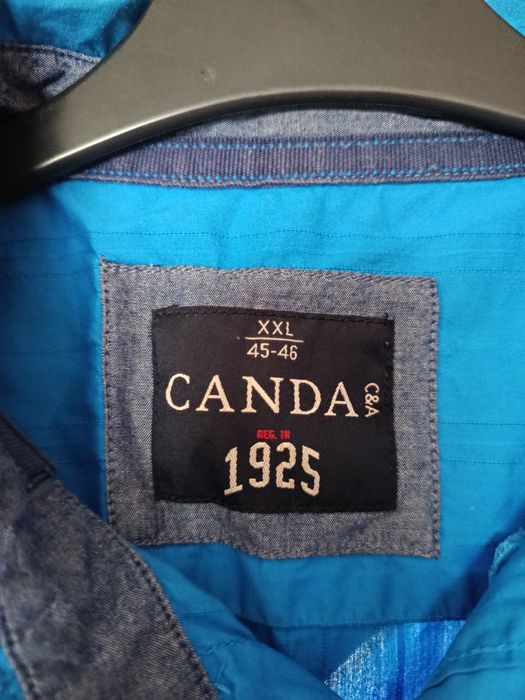 XXL
45-46
CANDA
C&A
REG. IN
1925